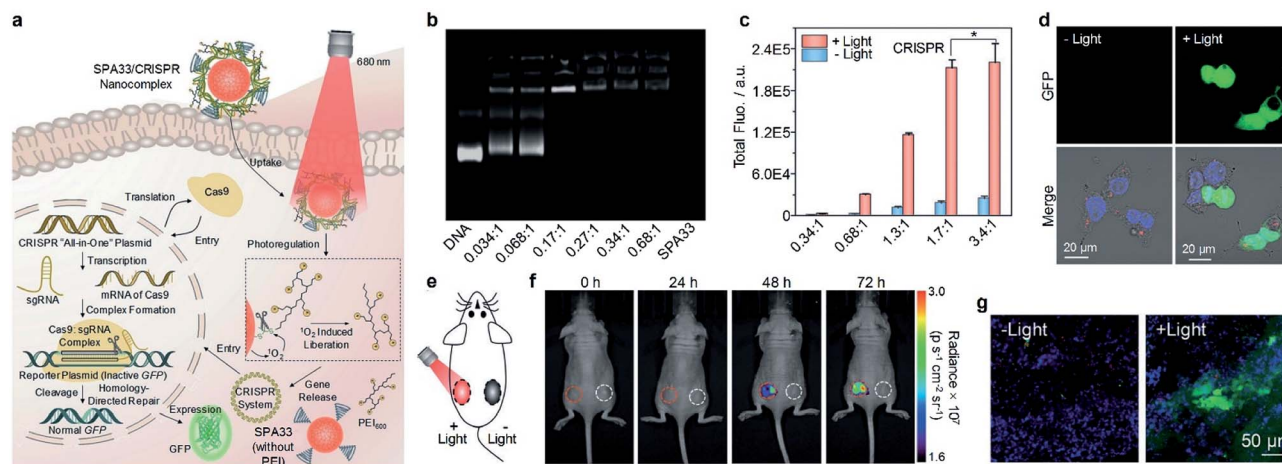 a
SPA33/CRISPR
Nanocomplex
680 nm
Uptake
Translation
Cas9
Entry
CRISPR "All-in-One" Plasmid
Transcription
sgRNA
mRNA of Cas9
Complex Formation
Cas9: sgRNA
Complex
Reporter Plasmid (Inactive GFP)
Cleavage
Homology-
Directed Repair
Normal GFP
Photoregulation
¹O₂
¹O₂ Induced
Liberation
Entry
CRISPR
System
Gene
Release
PEI₆₀₀
Expression
GFP
SPA33
(without
PEI)
b
DNA
0.034:1
0.068:1
0.17:1
0.27:1
0.34:1
0.68:1
SPA33
c
+ Light
- Light
CRISPR
*
Total Fluo. / a.u.
2.4E5
1.2E5
6.0E4
0.0
0.34:1
0.68:1
1.3:1
1.7:1
3.4:1
d
- Light
+ Light
GFP
Merge
20 µm
20 µm
e
+
Light
-
Light
f
0 h
24 h
48 h
72 h
3.0
1.6
Radiance × 10⁷
(p s⁻¹ cm⁻² sr⁻¹)
g
-Light
+Light
50 µm